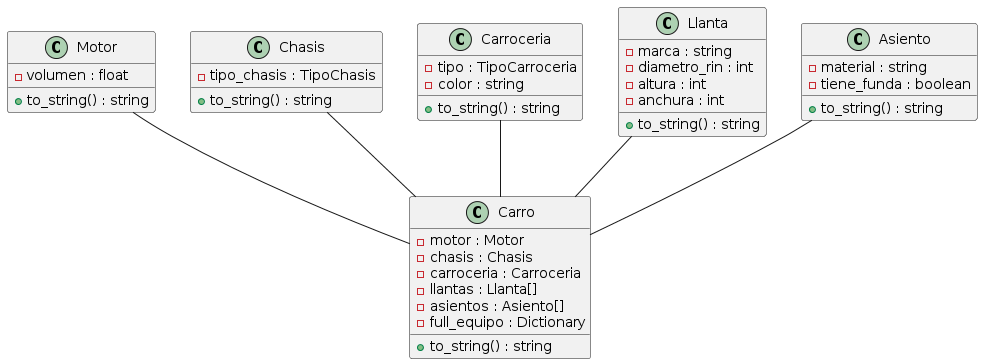 C Motor
volumen : float
to_string() : string
C Chasis
tipo_chasis : TipoChasis
to_string() : string
C Carroceria
tipo : TipoCarroceria
color : string
to_string() : string
C Llanta
marca : string
diametro_rin : int
altura : int
anchura : int
to_string() : string
C Asiento
material : string
tiene_funda : boolean
to_string() : string
C Carro
motor : Motor
chasis : Chasis
carroceria : Carroceria
llantas : Llanta[]
asientos : Asiento[]
full_equipo : Dictionary
to_string() : string